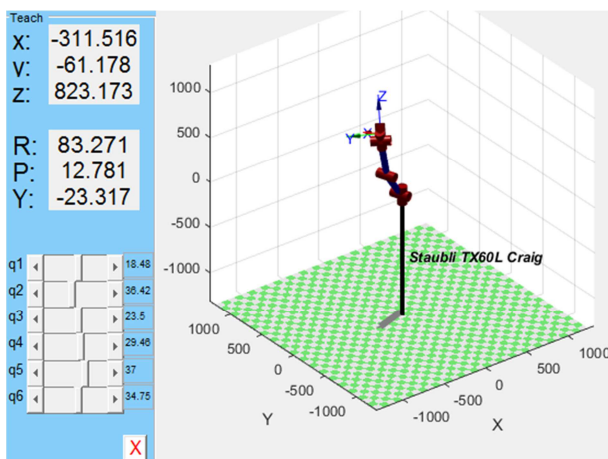 Teach
x: -311.516
y: -61.178
z: 823.173
R: 83.271
P: 12.781
Y: -23.317
q1 18.48
q2 36.42
q3 23.5
q4 29.46
q5 37
q6 34.75
X
1000
500
0
-500
-1000
Z
Y X
Staubli TX60L Craig
1000
500
0
-500
-1000
Y
1000
500
0
-500
-1000
X